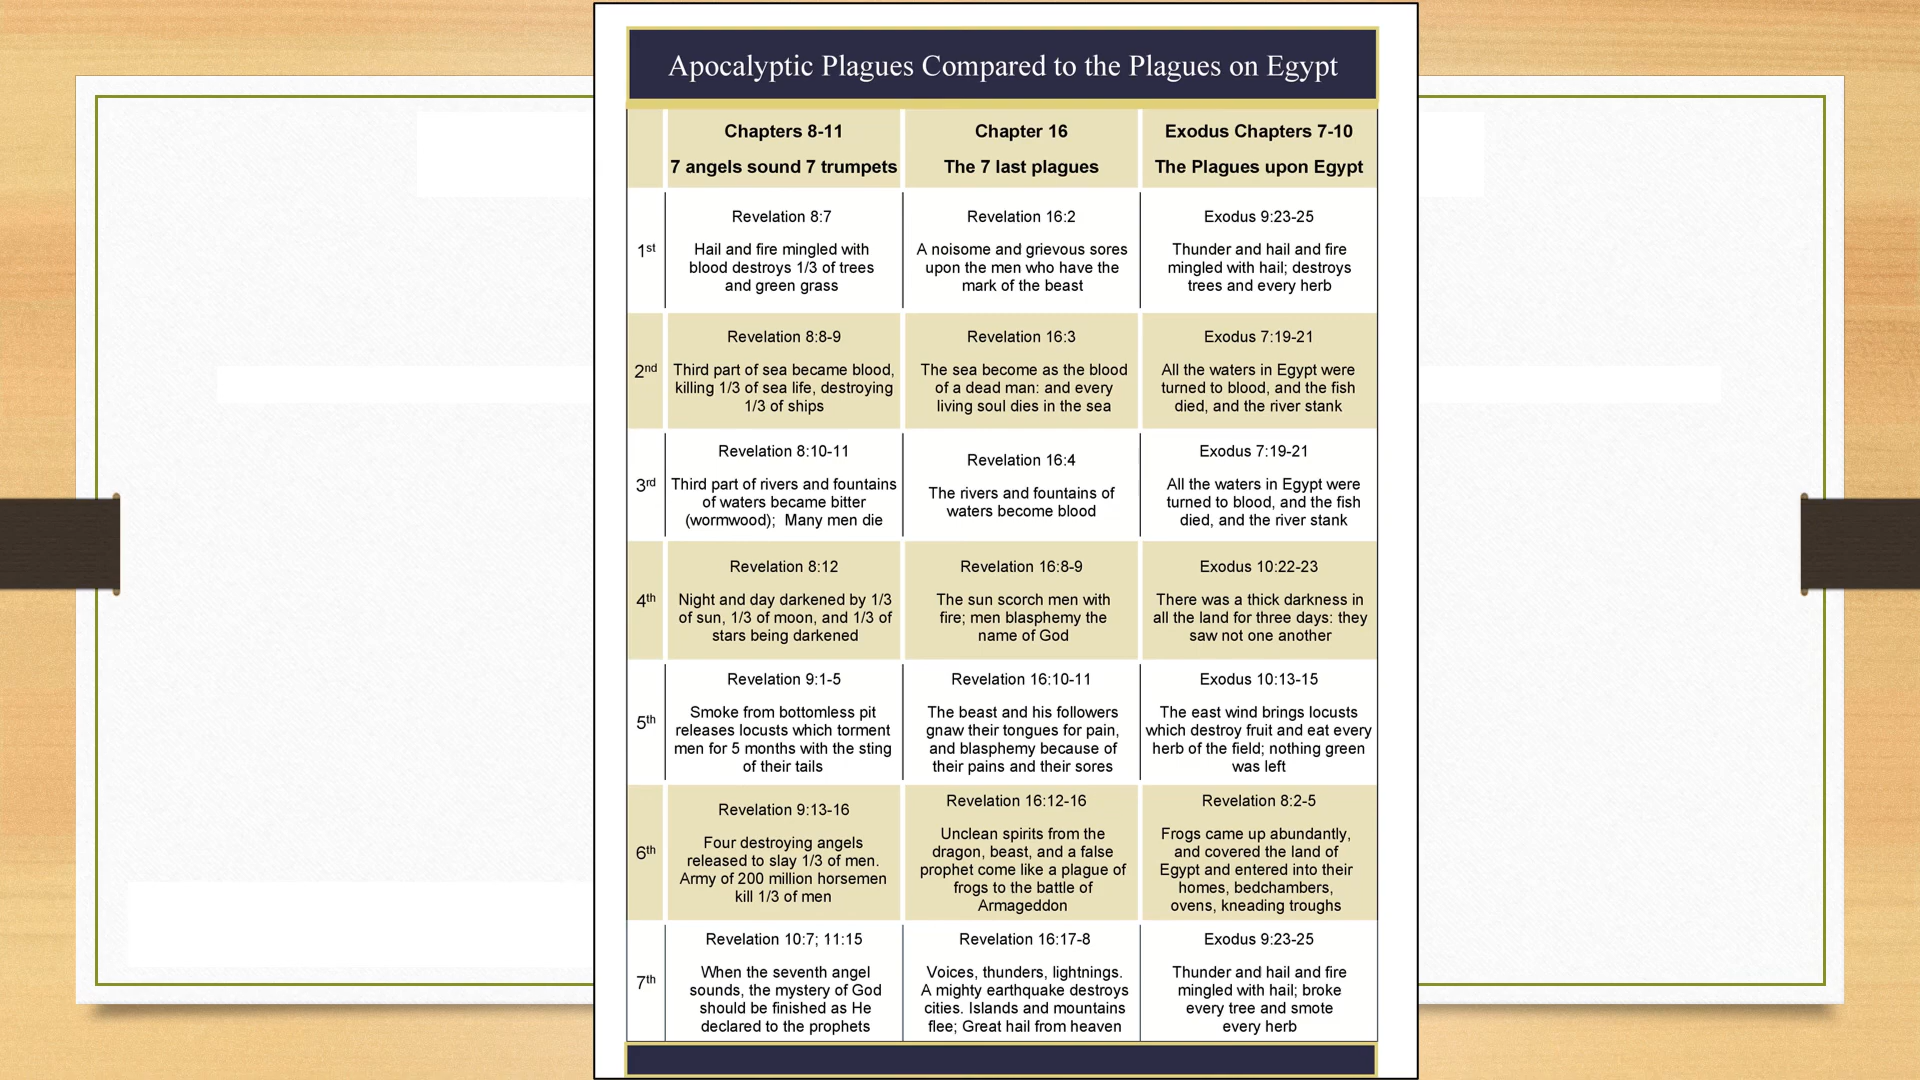 Apocalyptic Plagues Compared to the Plagues on Egypt
Chapters 8-11
7 angels sound 7 trumpets
Chapter 16
The 7 last plagues
Exodus Chapters 7-10
The Plagues upon Egypt
1st
Revelation 8:7
Hail and fire mingled with
blood destroys 1/3 of trees
and green grass
Revelation 16:2
A noisome and grievous sores
upon the men who have the
mark of the beast
Exodus 9:23-25
Thunder and hail and fire
mingled with hail; destroys
trees and every herb
2nd
Revelation 8:8-9
Third part of sea became blood,
killing 1/3 of sea life, destroying
1/3 of ships
Revelation 16:3
The sea become as the blood
of a dead man: and every
living soul dies in the sea
Exodus 7:19-21
All the waters in Egypt were
turned to blood, and the fish
died, and the river stank
3rd
Revelation 8:10-11
Third part of rivers and fountains
of waters became bitter
(wormwood);  Many men die
Revelation 16:4
The rivers and fountains of
waters become blood
Exodus 7:19-21
All the waters in Egypt were
turned to blood, and the fish
died, and the river stank
4th
Revelation 8:12
Night and day darkened by 1/3
of sun, 1/3 of moon, and 1/3 of
stars being darkened
Revelation 16:8-9
The sun scorch men with
fire; men blasphemy the
name of God
Exodus 10:22-23
There was a thick darkness in
all the land for three days: they
saw not one another
5th
Revelation 9:1-5
Smoke from bottomless pit
releases locusts which torment
men for 5 months with the sting
of their tails
Revelation 16:10-11
The beast and his followers
gnaw their tongues for pain,
and blasphemy because of
their pains and their sores
Exodus 10:13-15
The east wind brings locusts
which destroy fruit and eat every
herb of the field; nothing green
was left
6th
Revelation 9:13-16
Four destroying angels
released to slay 1/3 of men.
Army of 200 million horsemen
kill 1/3 of men
Revelation 16:12-16
Unclean spirits from the
dragon, beast, and a false
prophet come like a plague of
frogs to the battle of
Armageddon
Revelation 8:2-5
Frogs came up abundantly,
and covered the land of
Egypt and entered into their
homes, bedchambers,
ovens, kneading troughs
7th
Revelation 10:7; 11:15
When the seventh angel
sounds, the mystery of God
should be finished as He
declared to the prophets
Revelation 16:17-8
Voices, thunders, lightnings.
A mighty earthquake destroys
cities. Islands and mountains
flee; Great hail from heaven
Exodus 9:23-25
Thunder and hail and fire
mingled with hail; broke
every tree and smote
every herb